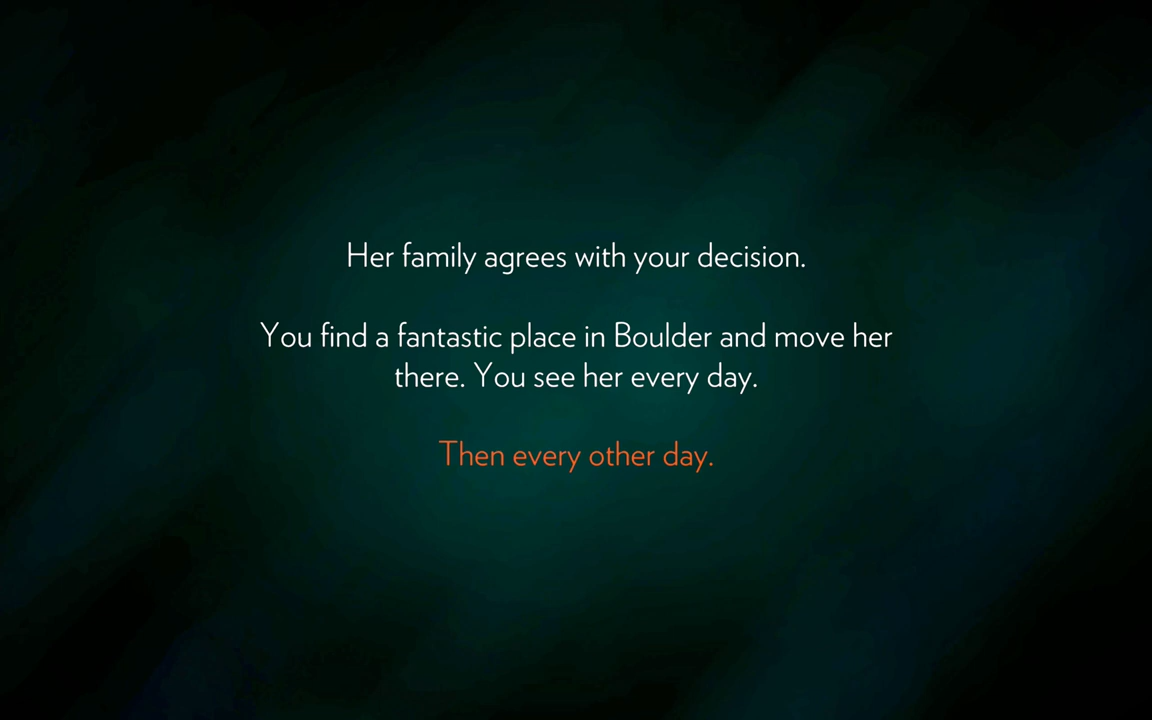 Her family agrees with your decision.
You find a fantastic place in Boulder and move her
there. You see her every day.
Then every other day.